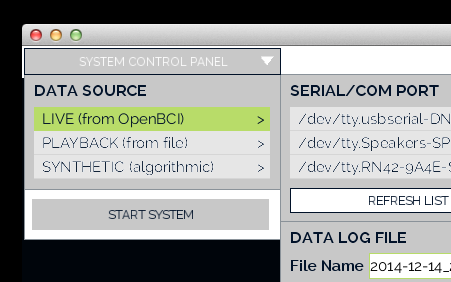 SYSTEM CONTROL PANEL
DATA SOURCE
LIVE (from OpenBCI) >
PLAYBACK (from file) >
SYNTHETIC (algorithmic) >
START SYSTEM
SERIAL/COM PORT
/dev/tty.usbserial-DN
/dev/tty.Speakers-SP
/dev/tty.RN42-9A4E-
REFRESH LIST
DATA LOG FILE
File Name 2014-12-14_